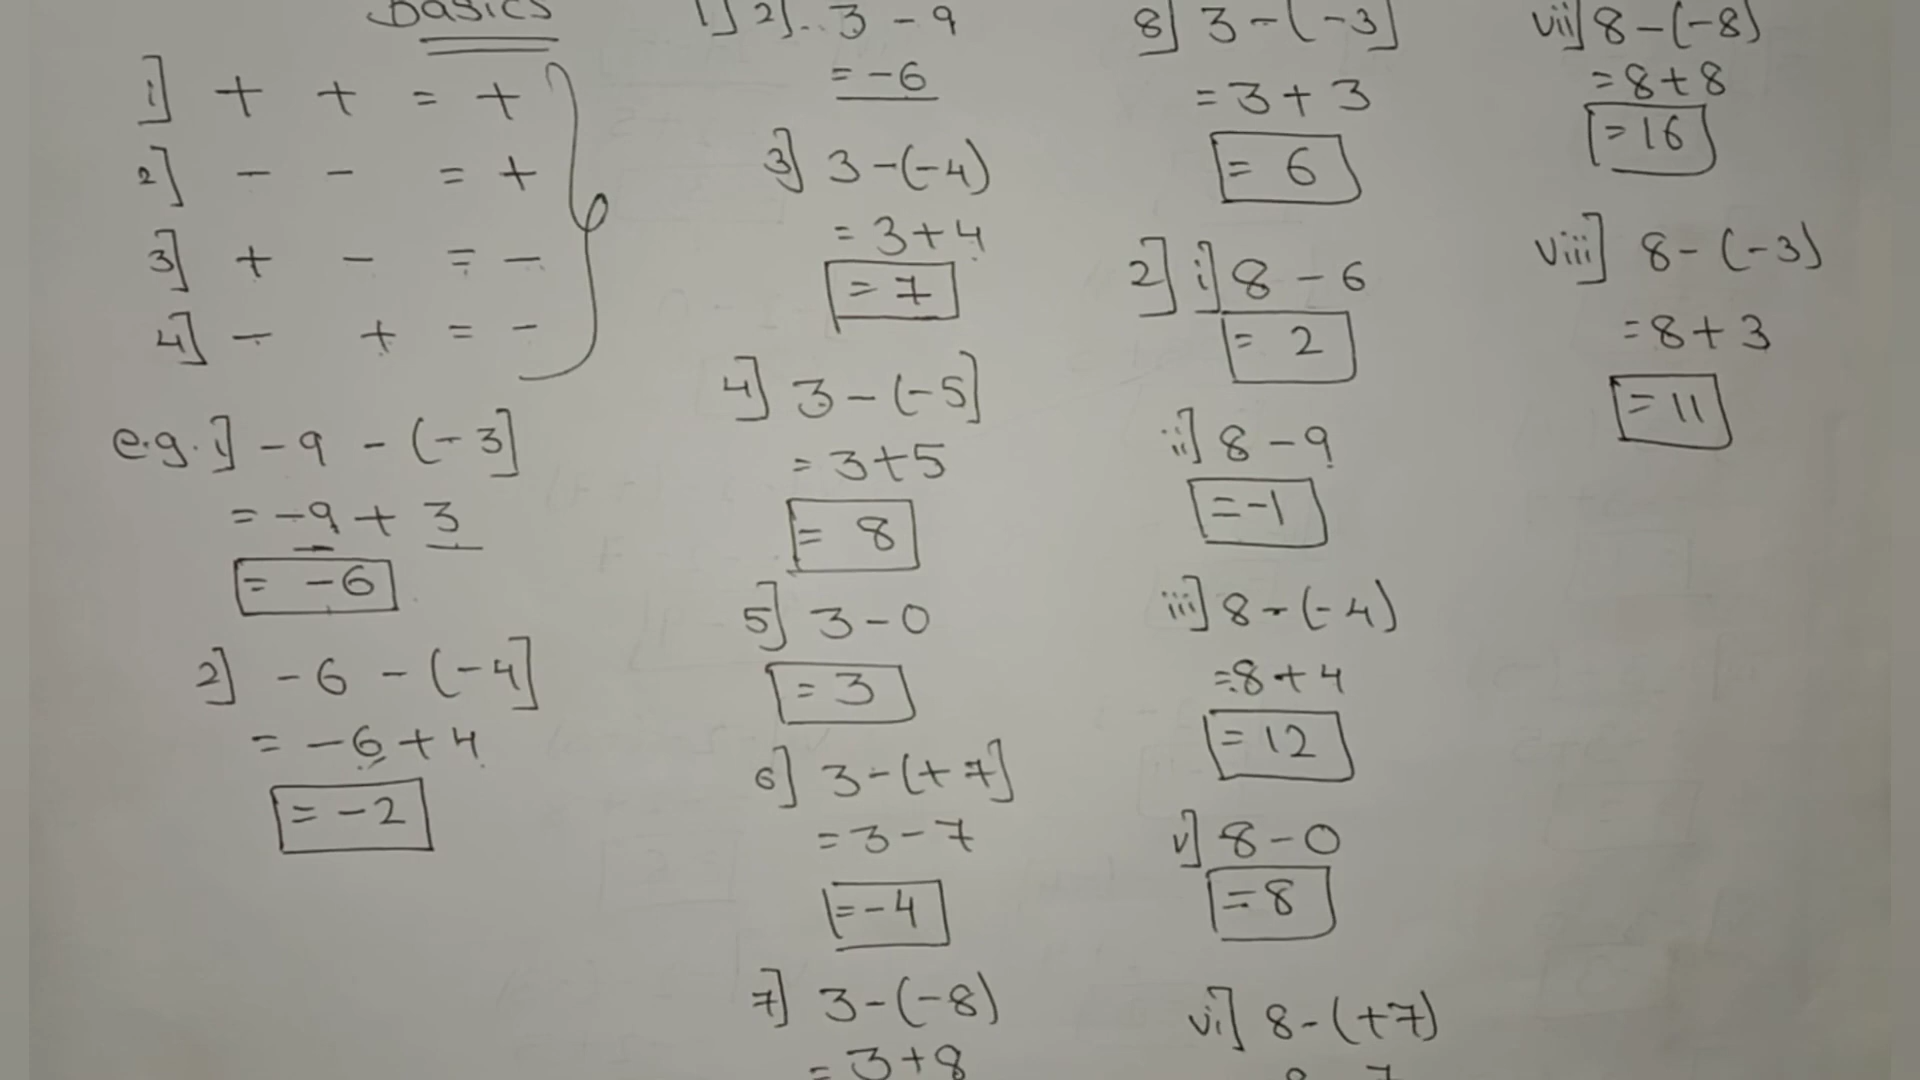 Basics
1] + + = +
2] - - = +
3] + - = -
4] - + = -
e.g. 1] -9 - (-3]
= -9 + 3
= -6
2] -6 - (-4]
= -6 + 4
= -2
1] 2].. 3 - 9
= -6
3] 3 - (-4)
= 3 + 4
= 7
4] 3 - (-5]
= 3 + 5
= 8
5] 3 - 0
= 3
6] 3 - (+7]
= 3 - 7
= -4
7] 3 - (-8)
= 3 + 8
8] 3 - (-3]
= 3 + 3
= 6
2] i] 8 - 6
= 2
ii] 8 - 9
= -1
iii] 8 - (-4)
= 8 + 4
= 12
v] 8 - 0
= 8
vi] 8 - (+7)
vii] 8 - (-8)
= 8 + 8
= 16
viii] 8 - (-3)
= 8 + 3
= 11